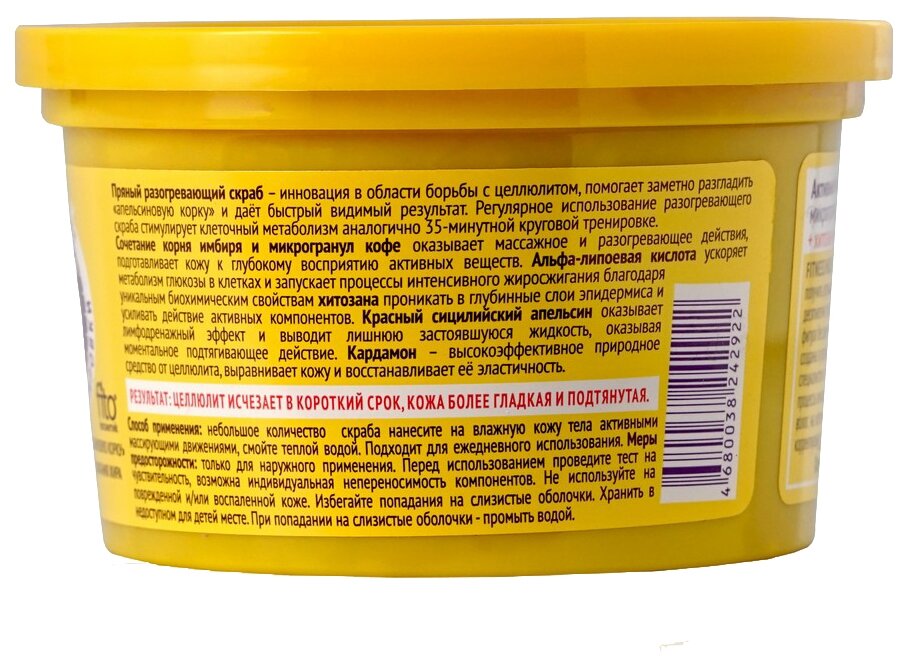 Пряный разогревающий скраб – инновация в области борьбы с целлюлитом, помогает заметно разгладить
«апельсиновую корку» и даёт быстрый видимый результат. Регулярное использование разогревающего
скраба стимулирует клеточный метаболизм аналогично 35-минутной круговой тренировке.
Сочетание корня имбиря и микрогранул кофе оказывает массажное и разогревающее действия,
подготавливает кожу к глубокому восприятию активных веществ. Альфа-липоевая кислота ускоряет
метаболизм глюкозы в клетках и запускает процессы интенсивного жиросжигания благодаря
уникальным биохимическим свойствам хитозана проникать в глубинные слои эпидермиса и
усиливать действие активных компонентов. Красный сицилийский апельсин оказывает
лимфодренажный эффект и выводит лишнюю застоявшуюся жидкость, оказывая
моментальное подтягивающее действие. Кардамон – высокоэффективное природное
средство от целлюлита, выравнивает кожу и восстанавливает её эластичность.
РЕЗУЛЬТАТ: ЦЕЛЛЮЛИТ ИСЧЕЗАЕТ В КОРОТКИЙ СРОК, КОЖА БОЛЕЕ ГЛАДКАЯ И ПОДТЯНУТАЯ.
Способ применения: небольшое количество скраба нанесите на влажную кожу тела активными
массирующими движениями, смойте теплой водой. Подходит для ежедневного использования. Меры
предосторожности: только для наружного применения. Перед использованием проведите тест на
чувствительность, возможна индивидуальная непереносимость компонентов. Не используйте на
поврежденной и/или воспаленной коже. Избегайте попадания на слизистые оболочки. Хранить в
недоступном для детей месте. При попадании на слизистые оболочки - промыть водой.
4 680038 242922
fito